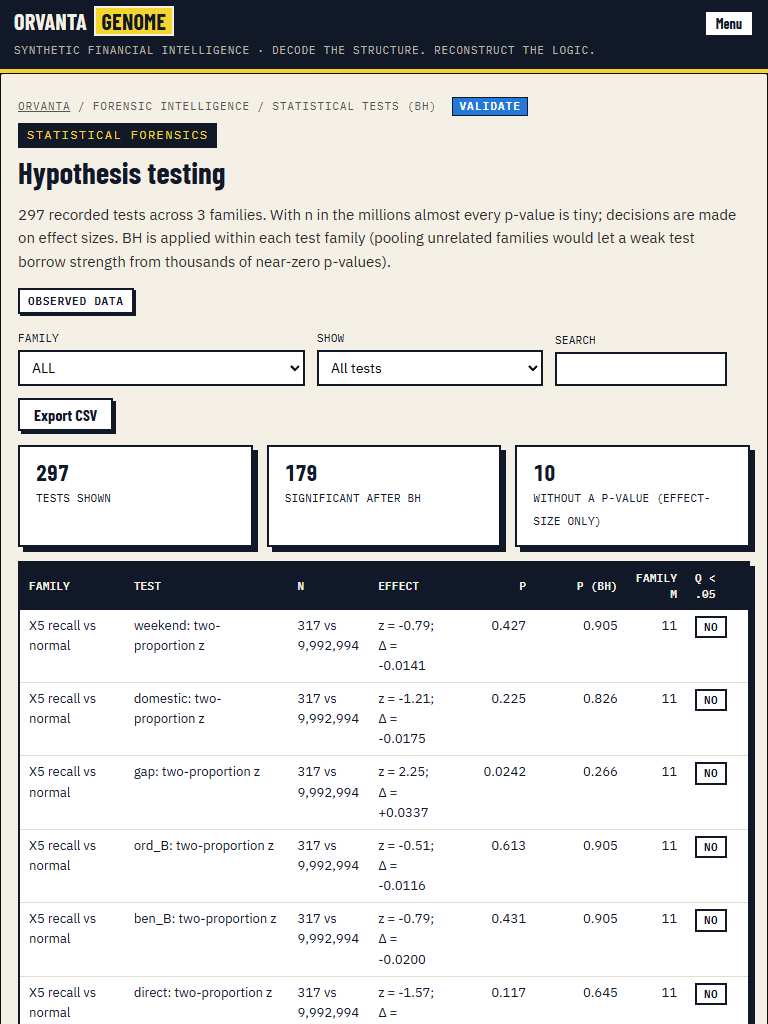 ORVANTA GENOME
Menu
SYNTHETIC FINANCIAL INTELLIGENCE · DECODE THE STRUCTURE. RECONSTRUCT THE LOGIC.
ORVANTA / FORENSIC INTELLIGENCE / STATISTICAL TESTS (BH) VALIDATE
STATISTICAL FORENSICS
Hypothesis testing
297 recorded tests across 3 families. With n in the millions almost every p-value is tiny; decisions are made
on effect sizes. BH is applied within each test family (pooling unrelated families would let a weak test
borrow strength from thousands of near-zero p-values).
OBSERVED DATA
FAMILY
ALL
SHOW
All tests
SEARCH
Export CSV
297
TESTS SHOWN
179
SIGNIFICANT AFTER BH
10
WITHOUT A P-VALUE (EFFECT-
SIZE ONLY)
FAMILY TEST N EFFECT P P (BH) FAMILY M Q < .05
X5 recall vs normal weekend: two-proportion z 317 vs 9,992,994 z = -0.79; Δ = -0.0141 0.427 0.905 11 NO
X5 recall vs normal domestic: two-proportion z 317 vs 9,992,994 z = -1.21; Δ = -0.0175 0.225 0.826 11 NO
X5 recall vs normal gap: two-proportion z 317 vs 9,992,994 z = 2.25; Δ = +0.0337 0.0242 0.266 11 NO
X5 recall vs normal ord_B: two-proportion z 317 vs 9,992,994 z = -0.51; Δ = -0.0116 0.613 0.905 11 NO
X5 recall vs normal ben_B: two-proportion z 317 vs 9,992,994 z = -0.79; Δ = -0.0200 0.431 0.905 11 NO
X5 recall vs normal direct: two-proportion z 317 vs 9,992,994 z = -1.57; Δ = 0.117 0.645 11 NO